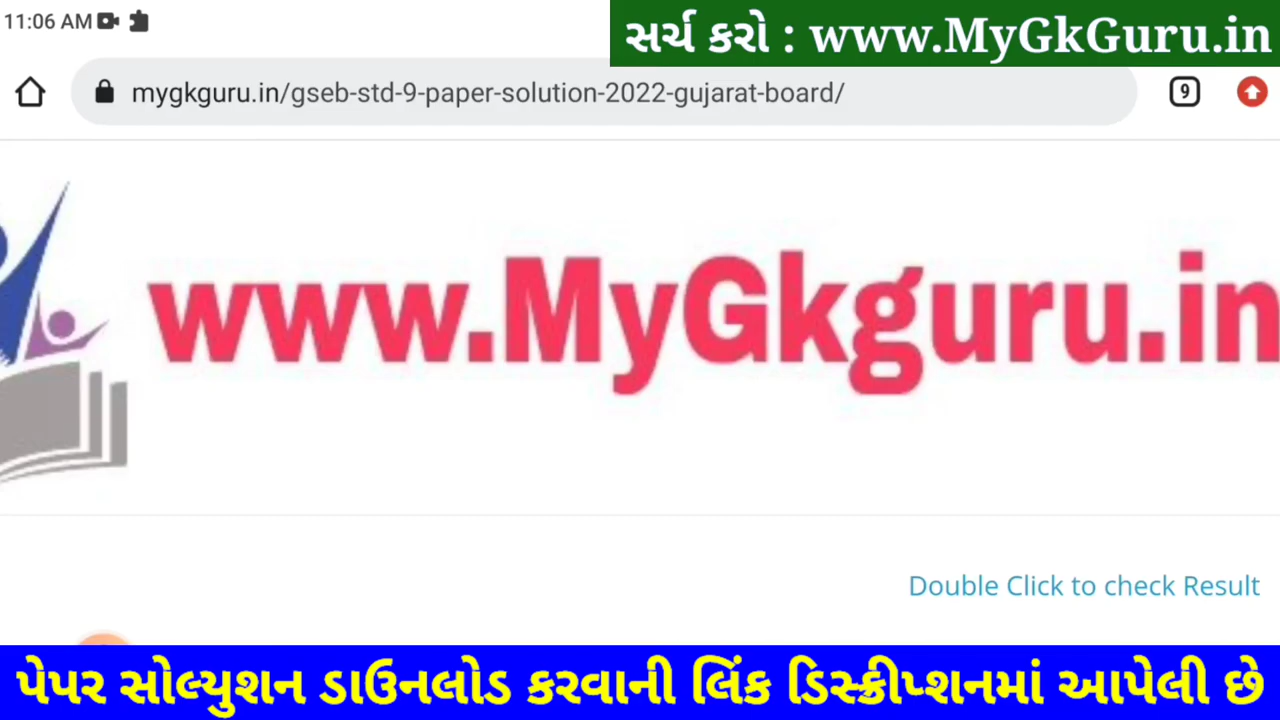 11:06 AM
સર્ચ કરો : www.MyGkGuru.in
mygkguru.in/gseb-std-9-paper-solution-2022-gujarat-board/
9
www.MyGkguru.in
Double Click to check Result
પેપર સોલ્યુશન ડાઉનલોડ કરવાની લિંક ડિસ્ક્રીપ્શનમાં આપેલી છે